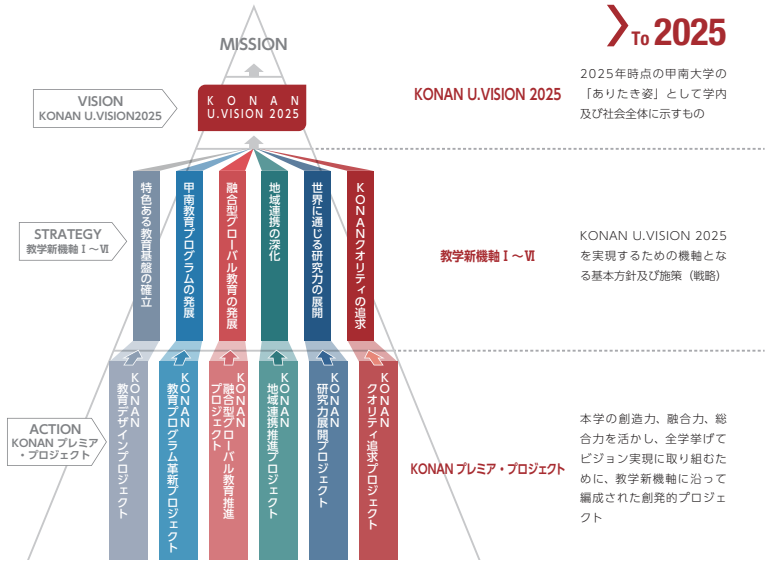 To 2025
MISSION
VISION
KONAN U.VISION2025
KONAN
U.VISION 2025
KONAN U.VISION 2025
2025年時点の甲南大学の
「ありたき姿」として学内
及び社会全体に示すもの
STRATEGY
教学新機軸Ⅰ～Ⅵ
特色ある教育基盤の確立
甲南教育プログラムの発展
融合型グローバル教育の発展
地域連携の深化
世界に通じる研究力の展開
KONANクオリティの追求
教学新機軸Ⅰ～Ⅵ
KONAN U.VISION 2025
を実現するための機軸とな
る基本方針及び施策（戦略）
ACTION
KONAN プレミア
・プロジェクト
KONAN
教育デザインプロジェクト
KONAN
教育プログラム革新プロジェクト
KONAN
融合型グローバル教育推進
プロジェクト
KONAN
地域連携推進プロジェクト
KONAN
研究力展開プロジェクト
KONAN
クオリティ追求プロジェクト
KONAN プレミア・プロジェクト
本学の創造力、融合力、総
合力を活かし、全学挙げて
ビジョン実現に取り組むた
めに、教学新機軸に沿って
編成された創発的プロジェ
クト